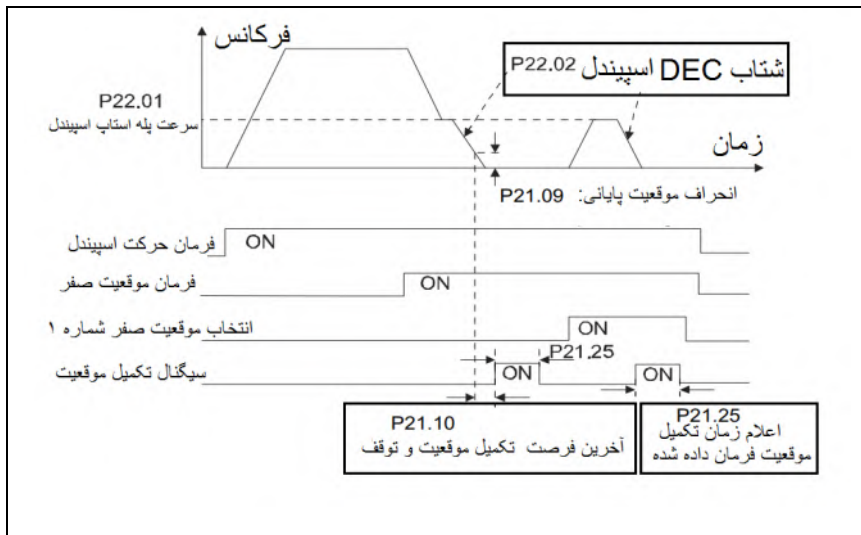 فرکانس
شتاب DEC اسپیندل
P22.02
P22.01
سرعت پله استاپ اسپیندل
زمان
انحراف موقعیت پایانی: P21.09
فرمان حرکت اسپیندل
ON
فرمان موقعیت صفر
ON
انتخاب موقعیت صفر شماره ۱
ON
P21.25
سیگنال تکمیل موقعیت
ON
ON
P21.10
آخرین فرصت تکمیل موقعیت و توقف
P21.25
اعلام زمان تکمیل
موقعیت فرمان داده شده